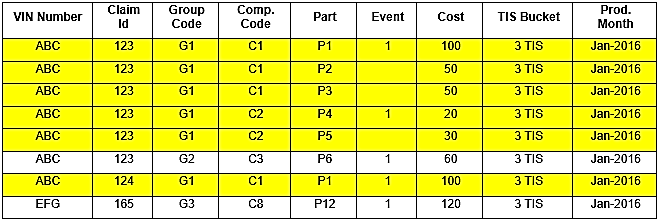 VIN Number Claim Id Group Code Comp. Code Part Event Cost TIS Bucket Prod. Month
ABC 123 G1 C1 P1 1 100 3 TIS Jan-2016
ABC 123 G1 C1 P2 50 3 TIS Jan-2016
ABC 123 G1 C1 P3 50 3 TIS Jan-2016
ABC 123 G1 C2 P4 1 20 3 TIS Jan-2016
ABC 123 G1 C2 P5 30 3 TIS Jan-2016
ABC 123 G2 C3 P6 1 60 3 TIS Jan-2016
ABC 124 G1 C1 P1 1 100 3 TIS Jan-2016
EFG 165 G3 C8 P12 1 120 3 TIS Jan-2016